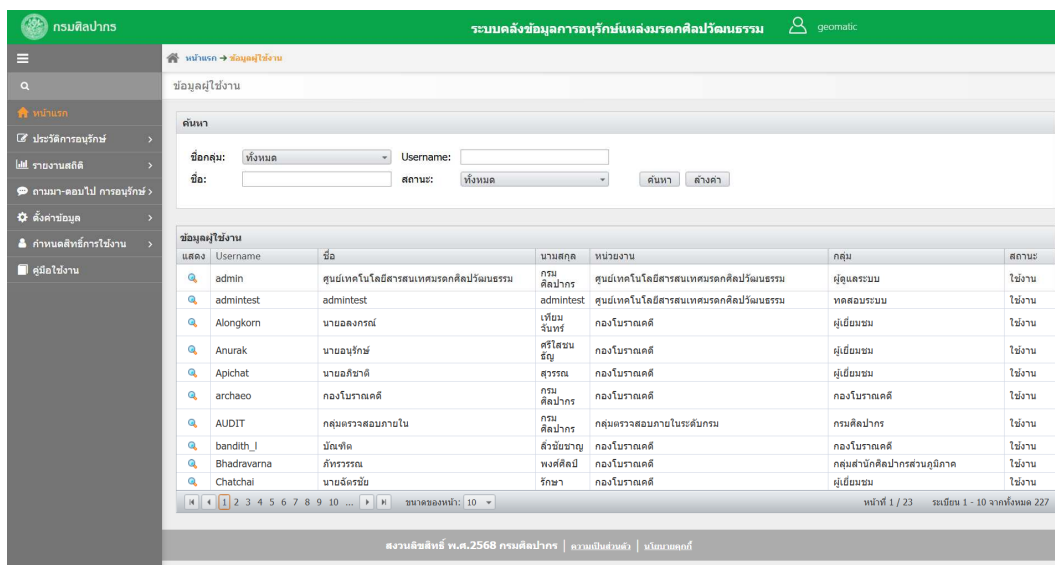 กรมศิลปากร
ระบบคลังข้อมูลการอนุรักษ์แหล่งมรดกศิลปวัฒนธรรม geomatic
หน้าแรก → ข้อมูลผู้ใช้งาน
ข้อมูลผู้ใช้งาน
หน้าแรก
ประวัติการอนุรักษ์
รายงานสถิติ
ถามมา-ตอบไป การอนุรักษ์
ตั้งค่าข้อมูล
กำหนดสิทธิ์การใช้งาน
คู่มือใช้งาน
ค้นหา
ชื่อกลุ่ม: ทั้งหมด Username:
ชื่อ: สถานะ: ทั้งหมด ค้นหา ล้างค่า
ข้อมูลผู้ใช้งาน
แสดง Username ชื่อ นามสกุล หน่วยงาน กลุ่ม สถานะ
admin ศูนย์เทคโนโลยีสารสนเทศมรดกศิลปวัฒนธรรม กรมศิลปากร ศูนย์เทคโนโลยีสารสนเทศมรดกศิลปวัฒนธรรม ผู้ดูแลระบบ ใช้งาน
admintest admintest admintest ศูนย์เทคโนโลยีสารสนเทศมรดกศิลปวัฒนธรรม ทดสอบระบบ ใช้งาน
Alongkorn นายอลงกรณ์ เทียมจันทร์ กองโบราณคดี ผู้เยี่ยมชม ใช้งาน
Anurak นายอนุรักษ์ ศรีไสชนธัญ กองโบราณคดี ผู้เยี่ยมชม ใช้งาน
Apichat นายอภิชาติ สุวรรณ กองโบราณคดี ผู้เยี่ยมชม ใช้งาน
archaeo กองโบราณคดี กรมศิลปากร กองโบราณคดี กองโบราณคดี ใช้งาน
AUDIT กลุ่มตรวจสอบภายใน กรมศิลปากร กลุ่มตรวจสอบภายในระดับกรม กรมศิลปากร ใช้งาน
bandith_l บัณฑิต ลิ่วชัยชาญ กองโบราณคดี กองโบราณคดี ใช้งาน
Bhadravarna ภัทรวรรณ พงศ์ศิลป์ กองโบราณคดี กลุ่มสำนักศิลปากรส่วนภูมิภาค ใช้งาน
Chatchai นายฉัตรชัย รักษา กองโบราณคดี ผู้เยี่ยมชม ใช้งาน
1 2 3 4 5 6 7 8 9 10 ... ขนาดของหน้า: 10 หน้าที่ 1 / 23 ระเบียน 1 - 10 จากทั้งหมด 227
สงวนลิขสิทธิ์ พ.ศ.2568 กรมศิลปากร | ความเป็นส่วนตัว | นโยบายคุกกี้